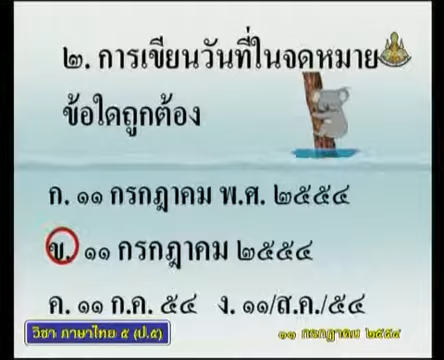 ๒. การเขียนวันที่ในจดหมาย
ข้อใดถูกต้อง
ก. ๑๑ กรกฎาคม พ.ศ. ๒๕๕๔
ข. ๑๑ กรกฎาคม ๒๕๕๔
ค. ๑๑ ก.ค. ๕๔ ง. ๑๑/ส.ค./๕๔
วิชา ภาษาไทย ๕ (ป.๕)
๑๑ กรกฎาคม ๒๕๕๔